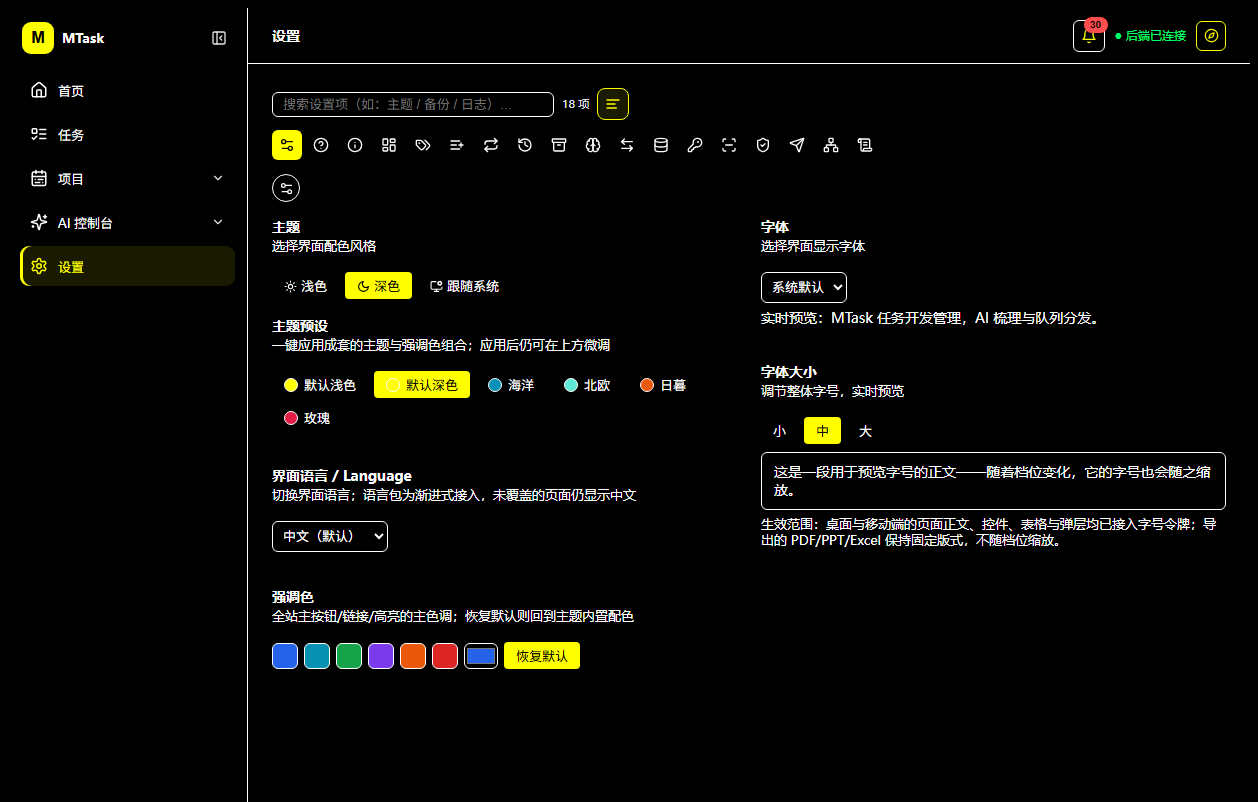 M MTask
首页
任务
项目
AI 控制台
设置
设置
30
后端已连接
搜索设置项（如：主题 / 备份 / 日志）…
18 项
主题
选择界面配色风格
浅色 深色 跟随系统
主题预设
一键应用成套的主题与强调色组合；应用后仍可在上方微调
默认浅色 默认深色 海洋 北欧 日暮
玫瑰
界面语言 / Language
切换界面语言；语言包为渐进式接入，未覆盖的页面仍显示中文
中文（默认）
强调色
全站主按钮/链接/高亮的主色调；恢复默认则回到主题内置配色
恢复默认
字体
选择界面显示字体
系统默认
实时预览：MTask 任务开发管理，AI 梳理与队列分发。
字体大小
调节整体字号，实时预览
小 中 大
这是一段用于预览字号的正文——随着档位变化，它的字号也会随之缩
放。
生效范围：桌面与移动端的页面正文、控件、表格与弹层均已接入字号令牌；导
出的 PDF/PPT/Excel 保持固定版式，不随档位缩放。